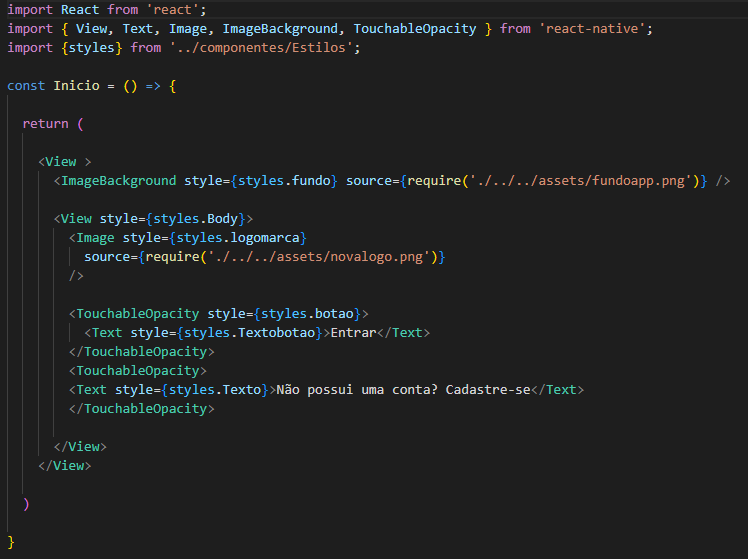 import React from 'react';
import { View, Text, Image, ImageBackground, TouchableOpacity } from 'react-native';
import {styles} from '../componentes/Estilos';
const Inicio = () => {
return (
<View >
<ImageBackground style={styles.fundo} source={require('./../../assets/fundoapp.png')} />
<View style={styles.Body}>
<Image style={styles.logomarca}
source={require('./../../assets/novalogo.png')}
/>
<TouchableOpacity style={styles.botao}>
<Text style={styles.Textobotao}>Entrar</Text>
</TouchableOpacity>
<TouchableOpacity>
<Text style={styles.Texto}>Não possui uma conta? Cadastre-se</Text>
</TouchableOpacity>
</View>
</View>
)
}